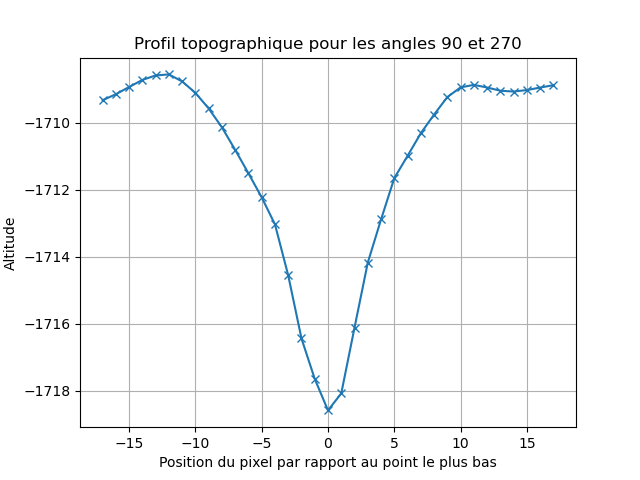 Profil topographique pour les angles 90 et 270
Altitude
−1710
−1712
−1714
−1716
−1718
−15 −10 −5 0 5 10 15
Position du pixel par rapport au point le plus bas